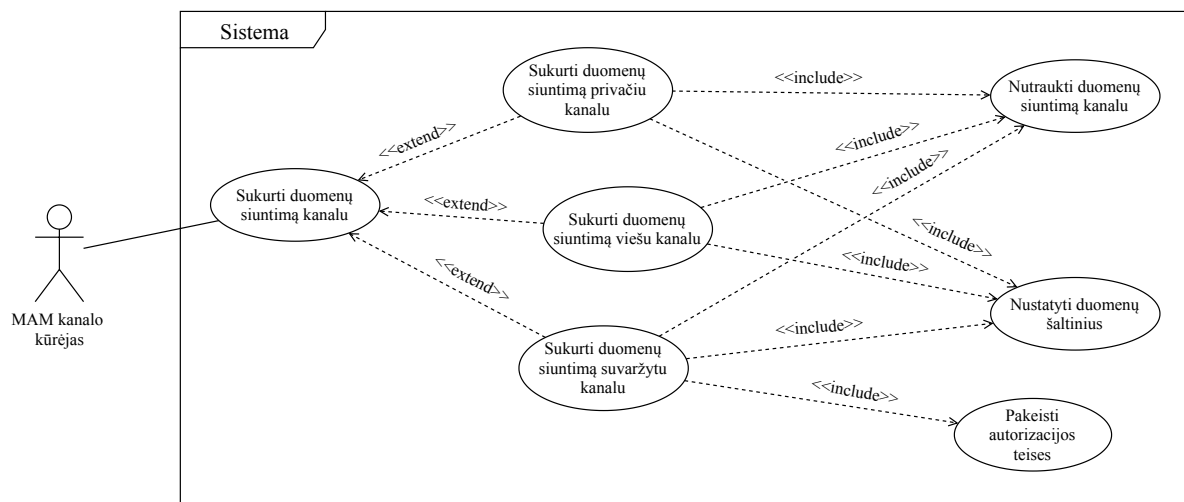 Sistema
Sukurti duomenų
siuntimą privačiu
kanalu
<<include>>
Nutraukti duomenų
siuntimą kanalu
<<extend>>
<<include>>
<<include>>
Sukurti duomenų
siuntimą kanalu
<<extend>>
Sukurti duomenų
siuntimą viešu kanalu
<<include>>
<<include>>
MAM kanalo
kūrėjas
<<extend>>
Nustatyti duomenų
šaltinius
<<include>>
Sukurti duomenų
siuntimą suvaržytu
kanalu
<<include>>
Pakeisti
autorizacijos
teises